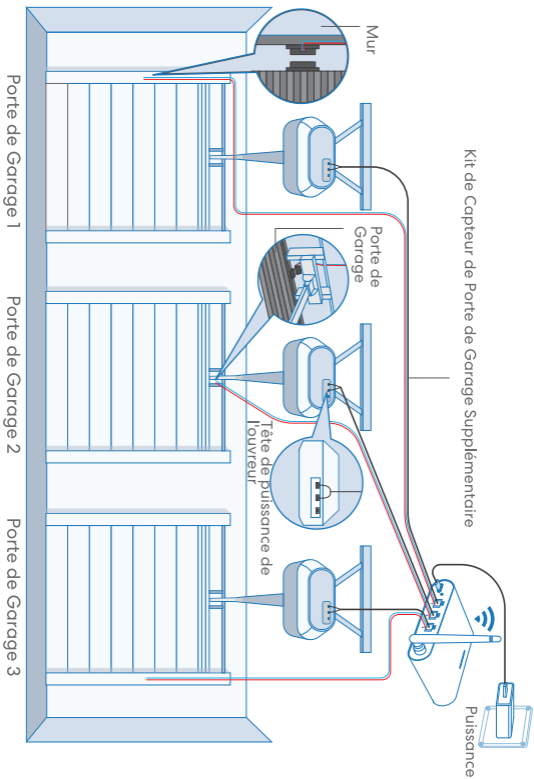 Kit de Capteur de Porte de Garage Supplémentaire
Puissance
Mur
Porte de
Garage
Tête de puissance de
l'ouvreur
Porte de Garage 1
Porte de Garage 2
Porte de Garage 3